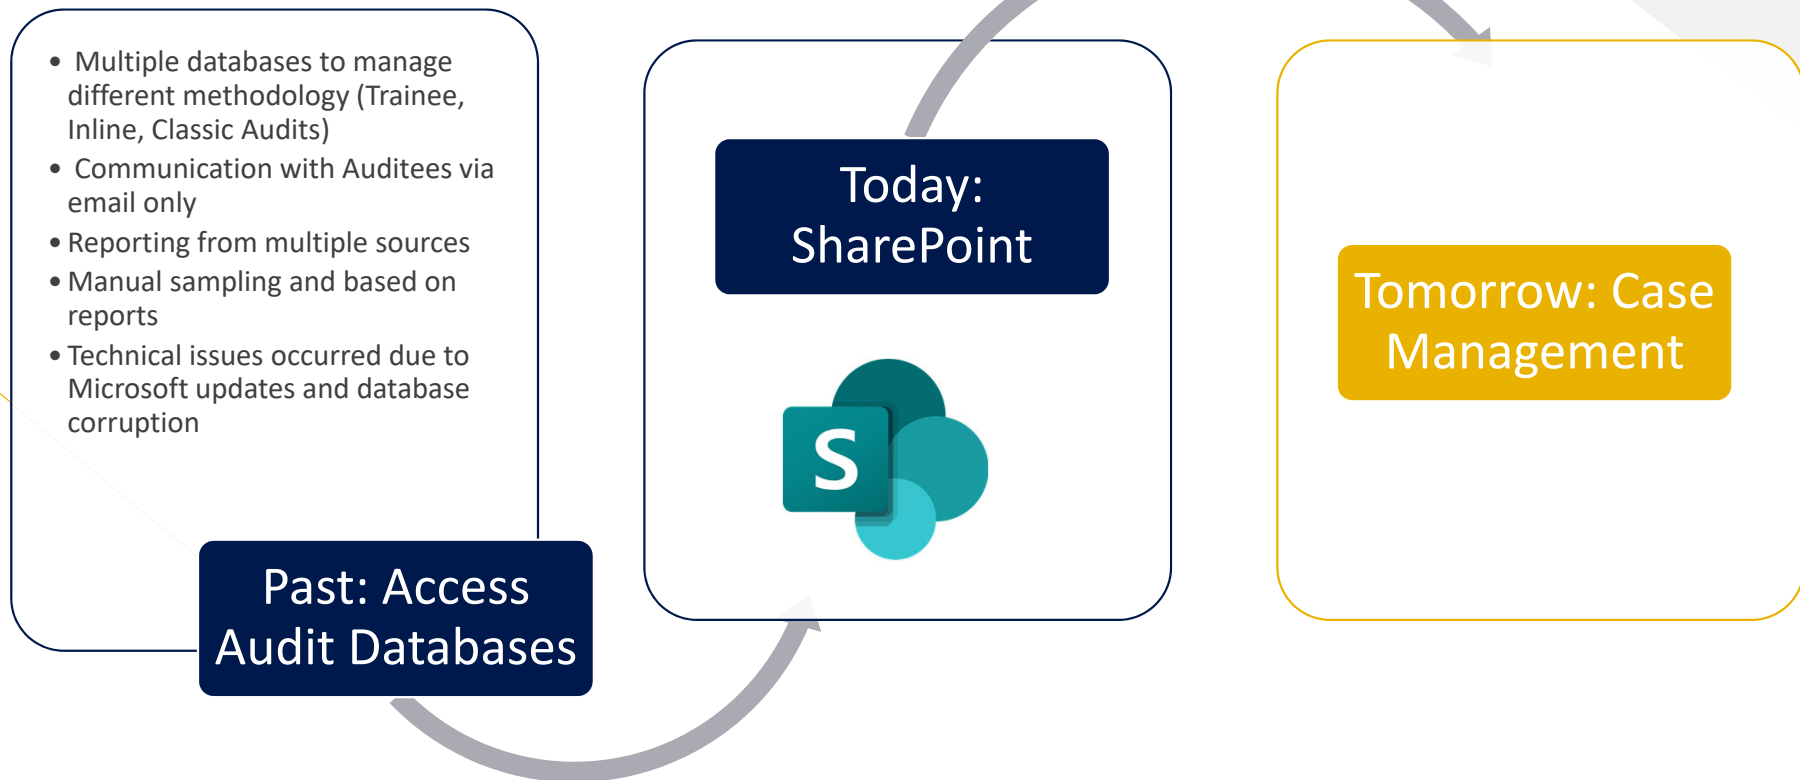 • Multiple databases to manage
different methodology (Trainee,
Inline, Classic Audits)
• Communication with Auditees via
email only
• Reporting from multiple sources
• Manual sampling and based on
reports
• Technical issues occurred due to
Microsoft updates and database
corruption
Past: Access
Audit Databases
Today:
SharePoint
S
Tomorrow: Case
Management